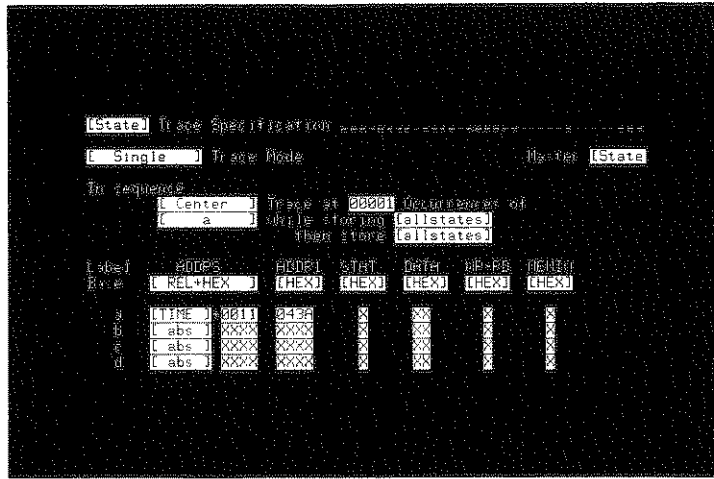 [State] Trace Specification
[ Single ] Trace Mode Master [State
In sequence
[ Center ] Trace at 00001 Occurrences of
[ a ] while storing [allstates]
Then store [allstates]
Label ADDRS ADDR1 STAT DATA WR+RD MEMIO
Base [ REL+HEX ] [HEX] [HEX] [HEX] [HEX] [HEX]
a [TIME ] 0011 043A X XX X X
b [ abs ] XXXX XXXX X XX X X
c [ abs ] XXXX XXXX X XX X X
d [ abs ] XXXX XXXX X XX X X